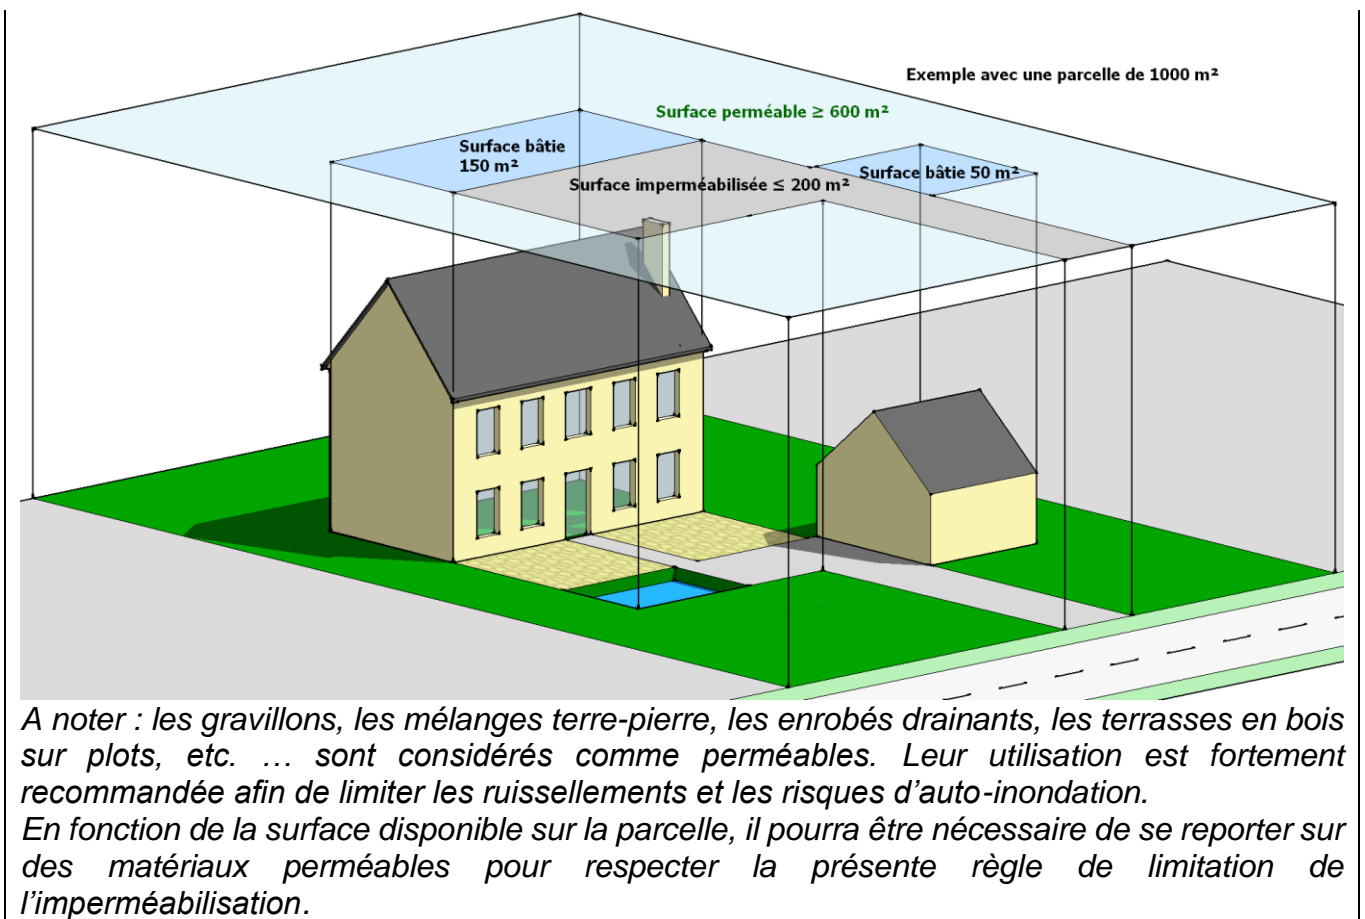 Exemple avec une parcelle de 1000 m²
Surface perméable ≥ 600 m²
Surface bâtie
150 m²
Surface imperméabilisée ≤ 200 m²
Surface bâtie 50 m²
A noter : les gravillons, les mélanges terre-pierre, les enrobés drainants, les terrasses en bois
sur plots, etc. … sont considérés comme perméables. Leur utilisation est fortement
recommandée afin de limiter les ruissellements et les risques d’auto-inondation.
En fonction de la surface disponible sur la parcelle, il pourra être nécessaire de se reporter sur
des matériaux perméables pour respecter la présente règle de limitation de
l’imperméabilisation.